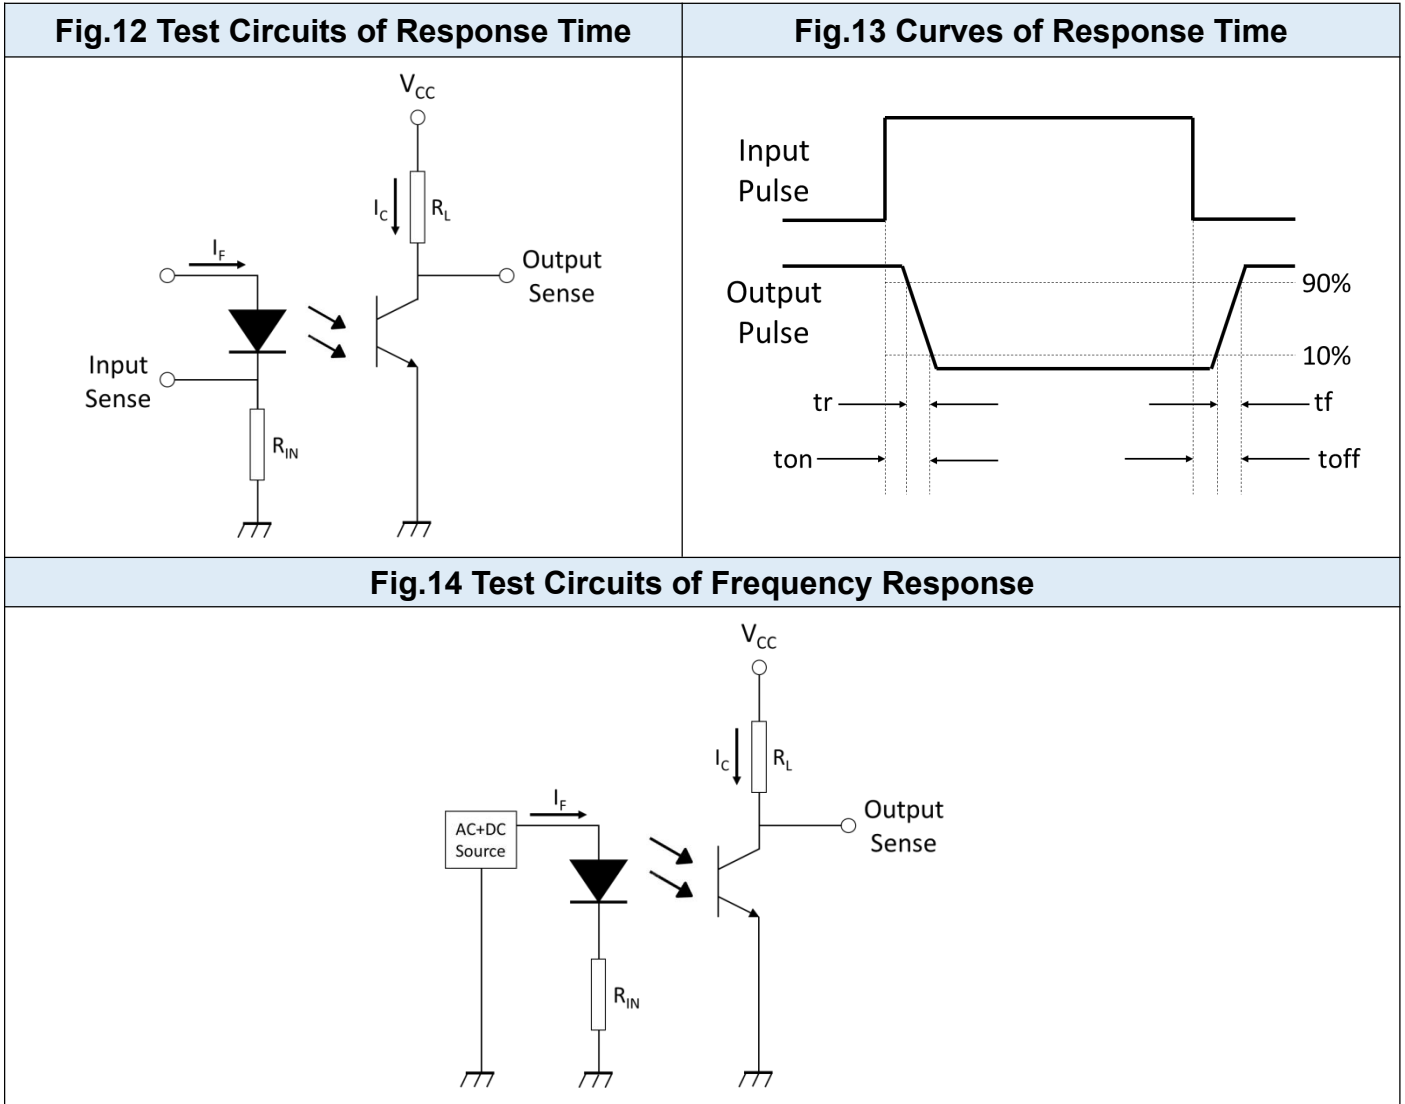 Fig.12 Test Circuits of Response Time
Fig.13 Curves of Response Time
VCC
IC
RL
IF
Output
Sense
Input
Sense
RIN
Input
Pulse
Output
Pulse
90%
10%
tr
tf
ton
toff
Fig.14 Test Circuits of Frequency Response
VCC
IC
RL
IF
AC+DC
Source
Output
Sense
RIN